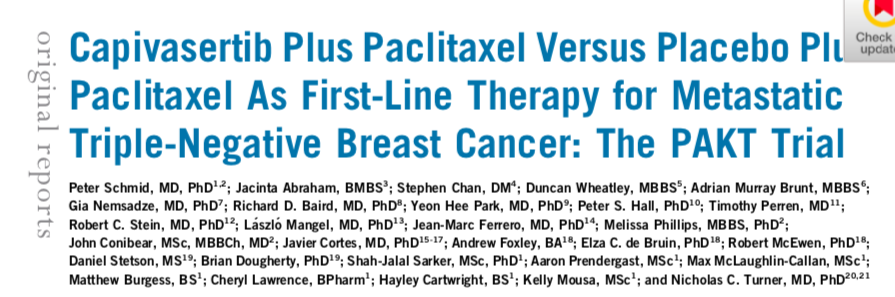 original reports
Capivasertib Plus Paclitaxel Versus Placebo
Paclitaxel As First-Line Therapy for Metastatic
Triple-Negative Breast Cancer: The PAKT Trial
Check
Peter Schmid, MD, PhD1,2; Jacinta Abraham, BMBS3; Stephen Chan, DM4; Duncan Wheatley, MBBS5; Adrian Murray Brunt, MBBS6;
Gia Nemsadze, MD, PhD7; Richard D. Baird, MD, PhD8; Yeon Hee Park, MD, PhD9; Peter S. Hall, PhD10; Timothy Perren, MD11;
Robert C. Stein, MD, PhD12; László Mangel, MD, PhD13; Jean-Marc Ferrero, MD, PhD14; Melissa Phillips, MBBS, PhD2;
John Conibear, MSc, MBBCh, MD2; Javier Cortes, MD, PhD15-17; Andrew Foxley, BA18; Elza C. de Bruin, PhD18; Robert McEwen, PhD18;
Daniel Stetson, MS19; Brian Dougherty, PhD19; Shah-Jalal Sarker, MSc, PhD1; Aaron Prendergast, MSc1; Max McLaughlin-Callan, MSc1;
Matthew Burgess, BS1; Cheryl Lawrence, BPharm1; Hayley Cartwright, BS1; Kelly Mousa, MSc1; and Nicholas C. Turner, MD, PhD20,21